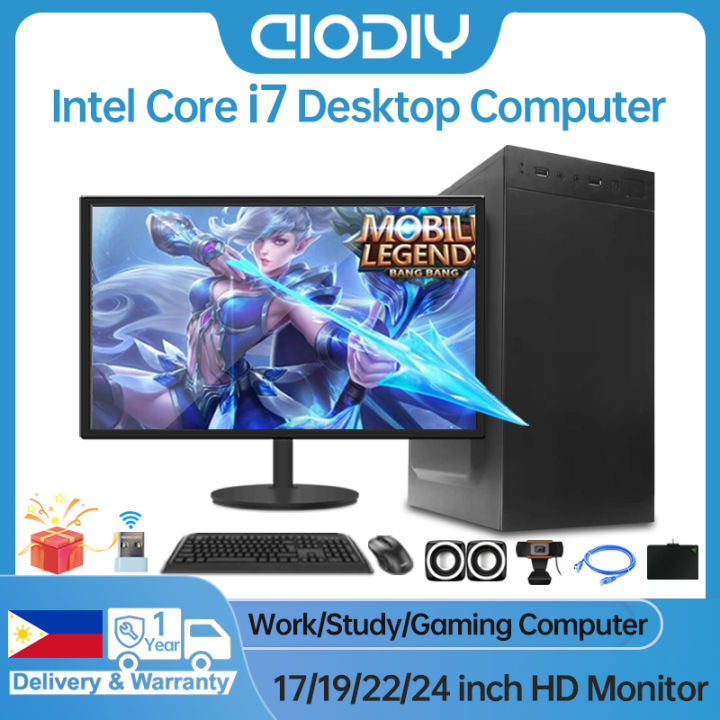 AIODIY
Intel Core i7 Desktop Computer
MOBILE
LEGENDS
BANG BANG
1
Year
Delivery & Warranty
Work/Study/Gaming Computer
17/19/22/24 inch HD Monitor